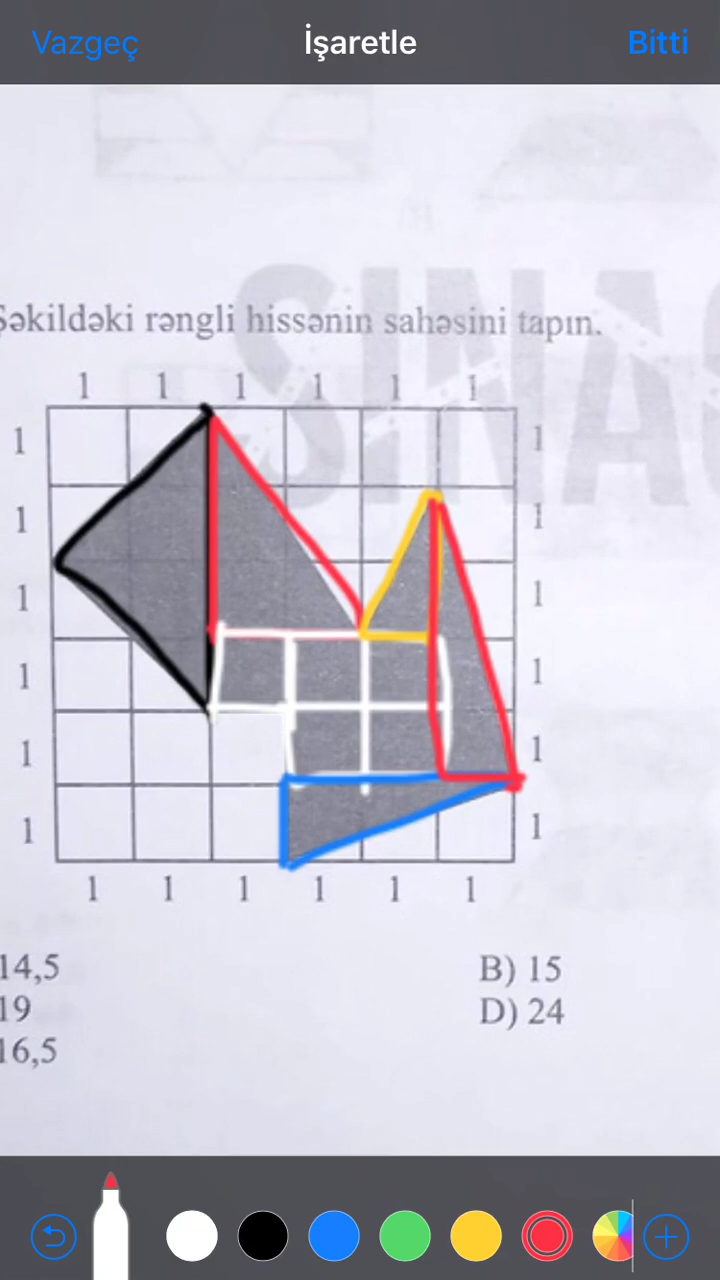 Vazgeç İşaretle Bitti
Şəkildəki rəngli hissənin sahəsini tapın.
SINAQ
1 1 1 1 1 1
1 1
1 1
1 1
1 1
1 1
1 1
1 1 1 1 1 1
14,5 B) 15
19 D) 24
16,5